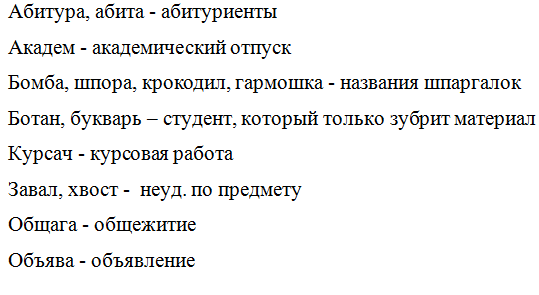 Абитура, абита - абитуриенты
Академ - академический отпуск
Бомба, шпора, крокодил, гармошка - названия шпаргалок
Ботан, букварь – студент, который только зубрит материал
Курсач - курсовая работа
Завал, хвост -  неуд. по предмету
Общага - общежитие
Объява - объявление